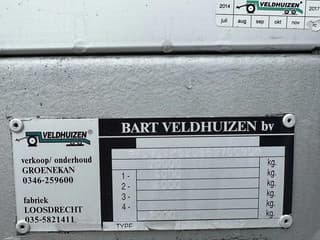 2014 VELDHUIZEN 2017
juli aug sep okt nov
VELDHUIZEN
verkoop/ onderhoud
GROENEKAN
0346-259600
fabriek
LOOSDRECHT
035-5821411
BART VELDHUIZEN bv
kg.
1 - kg.
2 - kg.
3 - kg.
4 - kg.
TYPE